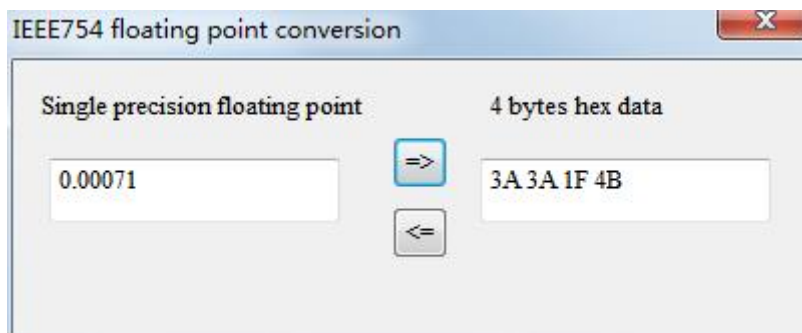 IEEE754 floating point conversion
X
Single precision floating point 4 bytes hex data
=>
0.00071 3A 3A 1F 4B
<=